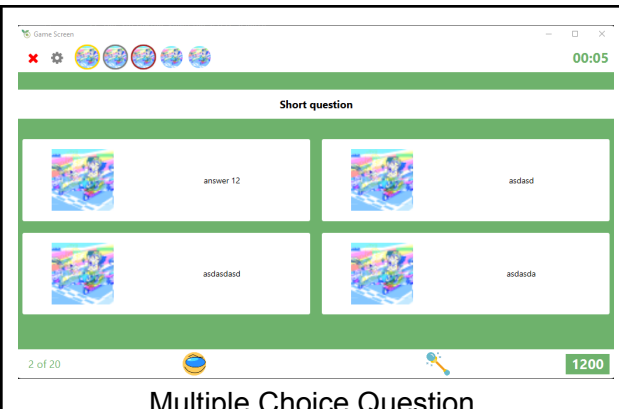 Game Screen
00:05
Short question
answer 12
asdasd
asdasdasd
asdasda
2 of 20
1200
Multiple Choice Question